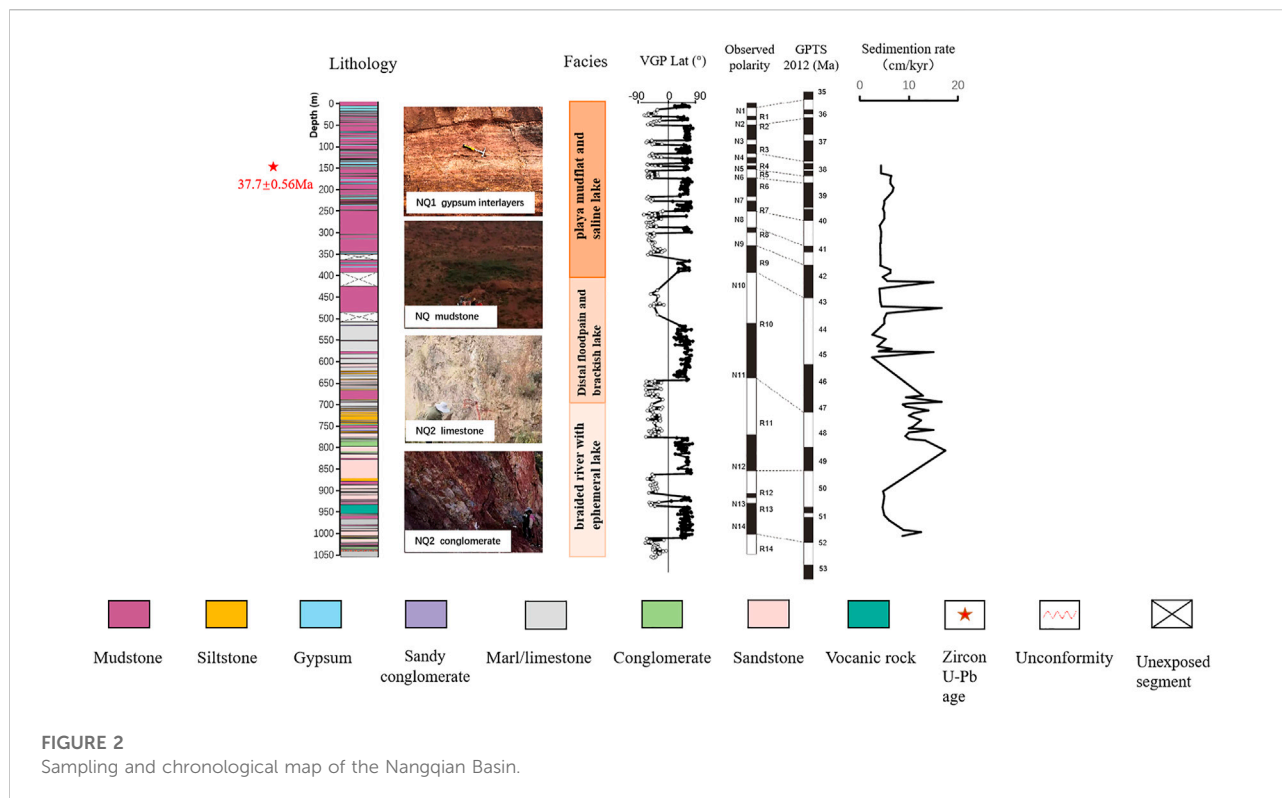 Lithology
Facies
VGP Lat (°)
Observed
polarity
GPTS
2012 (Ma)
Sedimention rate
(cm/kyr)
-90 0 90
0 10 20
Depth (m)
0
50
100
150
200
250
300
350
400
450
500
550
600
650
700
750
800
850
900
950
1000
1050
37.7±0.56Ma
NQ1 gypsum interlayers
NQ mudstone
NQ2 limestone
NQ2 conglomerate
playa mudflat and
saline lake
Distal floodpain and
brackish lake
braided river with
ephemeral lake
N1
N2
N3
N4
N5
N6
N7
N8
N9
N10
N11
N12
N13
N14
R1
R2
R3
R4
R5
R6
R7
R8
R9
R10
R11
R12
R13
R14
35
36
37
38
39
40
41
42
43
44
45
46
47
48
49
50
51
52
53
Mudstone
Siltstone
Gypsum
Sandy
conglomerate
Marl/limestone
Conglomerate
Sandstone
Vocanic rock
Zircon
U-Pb
age
Unconformity
Unexposed
segment
FIGURE 2
Sampling and chronological map of the Nangqian Basin.